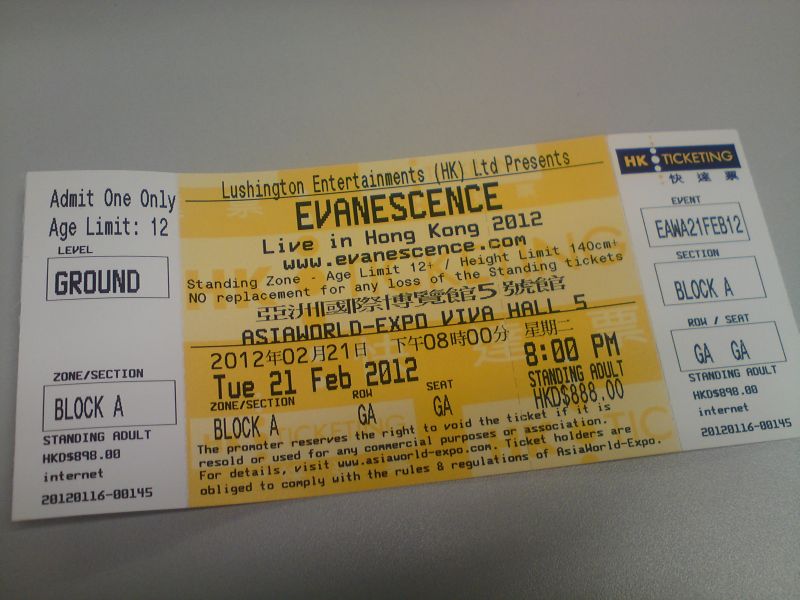 Admit One Only
Age Limit: 12
LEVEL
GROUND
ZONE/SECTION
BLOCK A
STANDING ADULT
HKD$898.00
internet
20120116-00145
Lushington Entertainments (HK) Ltd Presents
EVANESCENCE
Live in Hong Kong 2012
www.evanescence.com
Standing Zone - Age Limit 12+ / Height Limit 140cm+
NO replacement for any loss of the Standing tickets
亞洲國際博覽館5號館
ASIAWORLD-EXPO VIVA HALL 5
2012年02月21日 下午08時00分 星期二
Tue 21 Feb 2012 8:00 PM
ZONE/SECTION ROW SEAT STANDING ADULT
BLOCK A GA GA HKD$888.00
The promoter reserves the right to void the ticket if it is
resold or used for any commercial purposes or association.
For details, visit www.asiaworld-expo.com. Ticket holders are
obliged to comply with the rules & regulations of AsiaWorld-Expo.
HK TICKETING
快達票
EVENT
EAWA21FEB12
SECTION
BLOCK A
ROW / SEAT
GA GA
STANDING ADULT
HKD$898.00
internet
20120116-00145